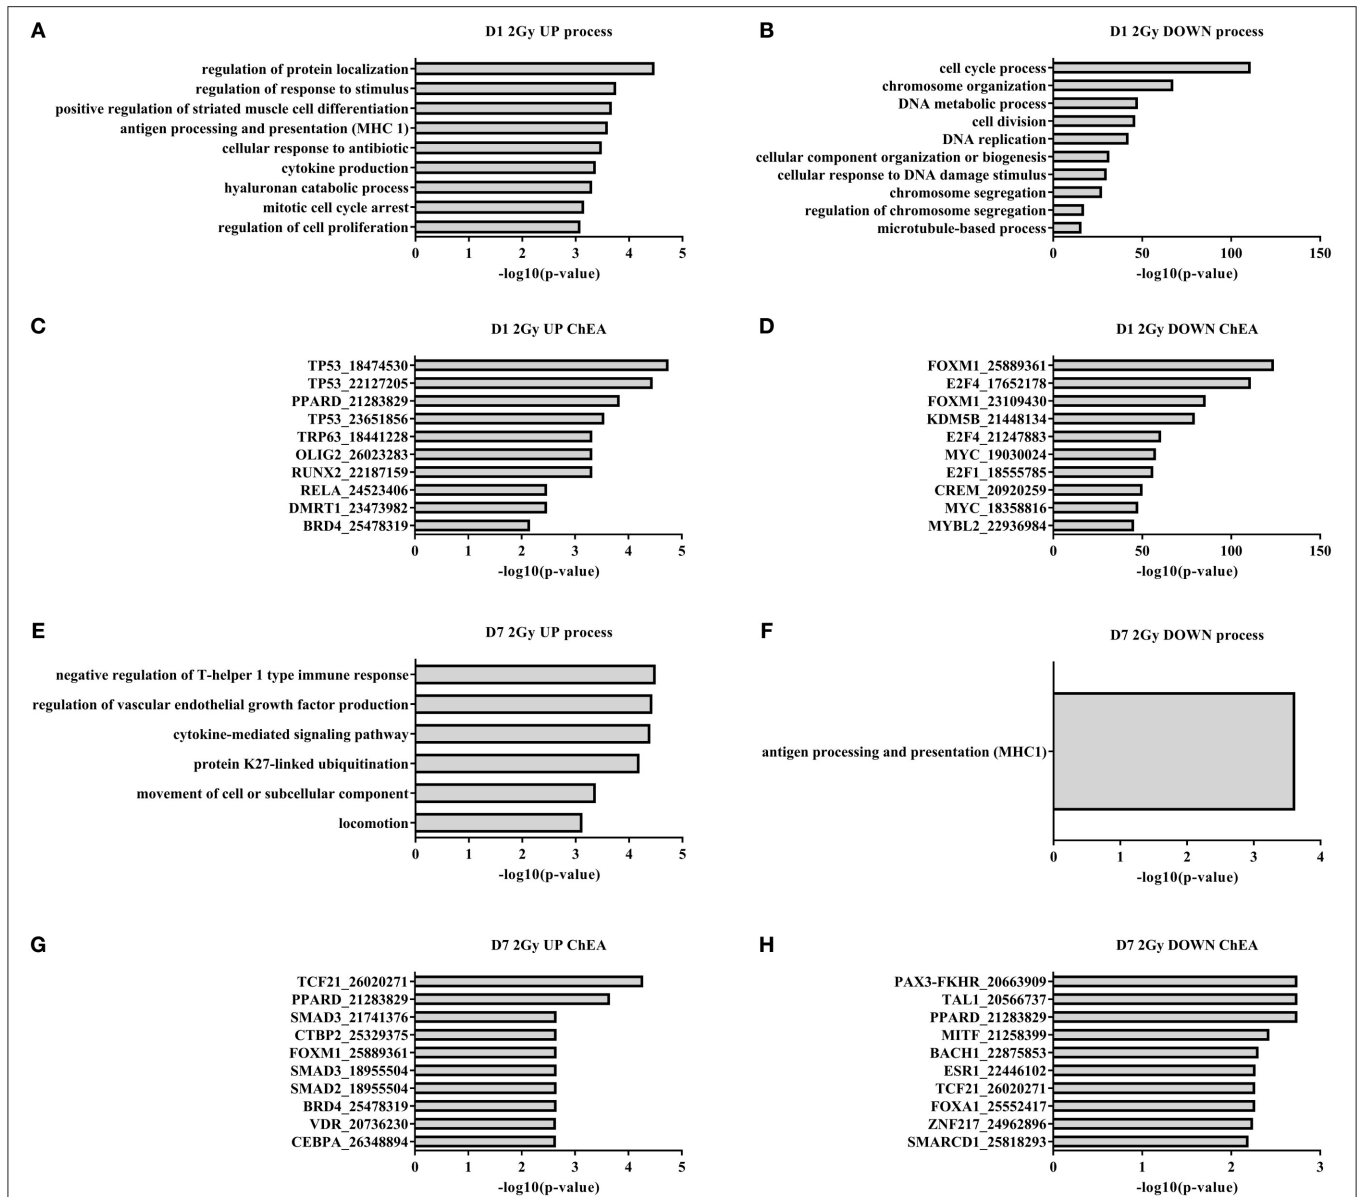 A
D1 2Gy UP process
regulation of protein localization
regulation of response to stimulus
positive regulation of striated muscle cell differentiation
antigen processing and presentation (MHC 1)
cellular response to antibiotic
cytokine production
hyaluronan catabolic process
mitotic cell cycle arrest
regulation of cell proliferation
0 1 2 3 4 5
-log10(p-value)
B
D1 2Gy DOWN process
cell cycle process
chromosome organization
DNA metabolic process
cell division
DNA replication
cellular component organization or biogenesis
cellular response to DNA damage stimulus
chromosome segregation
regulation of chromosome segregation
microtubule-based process
0 50 100 150
-log10(p-value)
C
D1 2Gy UP ChEA
TP53_18474530
TP53_22127205
PPARD_21283829
TP53_23651856
TRP63_18441228
OLIG2_26023283
RUNX2_22187159
RELA_24523406
DMRT1_23473982
BRD4_25478319
0 1 2 3 4 5
-log10(p-value)
D
D1 2Gy DOWN ChEA
FOXM1_25889361
E2F4_17652178
FOXM1_23109430
KDM5B_21448134
E2F4_21247883
MYC_19030024
E2F1_18555785
CREM_20920259
MYC_18358816
MYBL2_22936984
0 50 100 150
-log10(p-value)
E
D7 2Gy UP process
negative regulation of T-helper 1 type immune response
regulation of vascular endothelial growth factor production
cytokine-mediated signaling pathway
protein K27-linked ubiquitination
movement of cell or subcellular component
locomotion
0 1 2 3 4 5
-log10(p-value)
F
D7 2Gy DOWN process
antigen processing and presentation (MHC1)
0 1 2 3 4
-log10(p-value)
G
D7 2Gy UP ChEA
TCF21_26020271
PPARD_21283829
SMAD3_21741376
CTBP2_25329375
FOXM1_25889361
SMAD3_18955504
SMAD2_18955504
BRD4_25478319
VDR_20736230
CEBPA_26348894
0 1 2 3 4 5
-log10(p-value)
H
D7 2Gy DOWN ChEA
PAX3-FKHR_20663909
TAL1_20566737
PPARD_21283829
MITF_21258399
BACH1_22875853
ESR1_22446102
TCF21_26020271
FOXA1_25552417
ZNF217_24962896
SMARCD1_25818293
0 1 2 3
-log10(p-value)